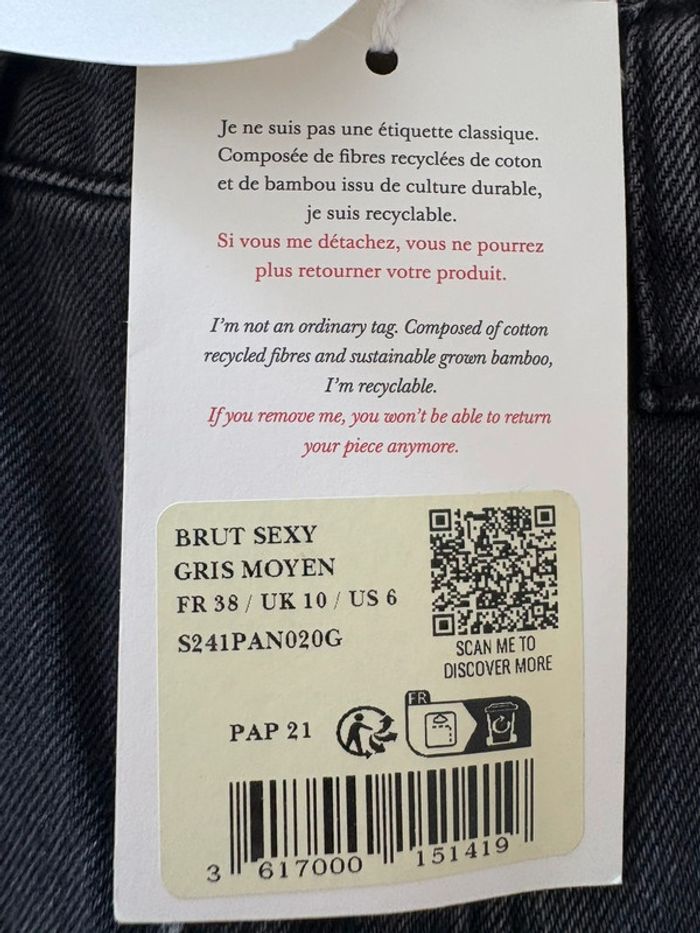 Je ne suis pas une étiquette classique.
Composée de fibres recyclées de coton
et de bambou issu de culture durable,
je suis recyclable.
Si vous me détachez, vous ne pourrez
plus retourner votre produit.
I'm not an ordinary tag. Composed of cotton
recycled fibres and sustainable grown bamboo,
I'm recyclable.
If you remove me, you won't be able to return
your piece anymore.
BRUT SEXY
GRIS MOYEN
FR 38 / UK 10 / US 6
S241PAN020G
SCAN ME TO
DISCOVER MORE
PAP 21
FR
3 617000 151419